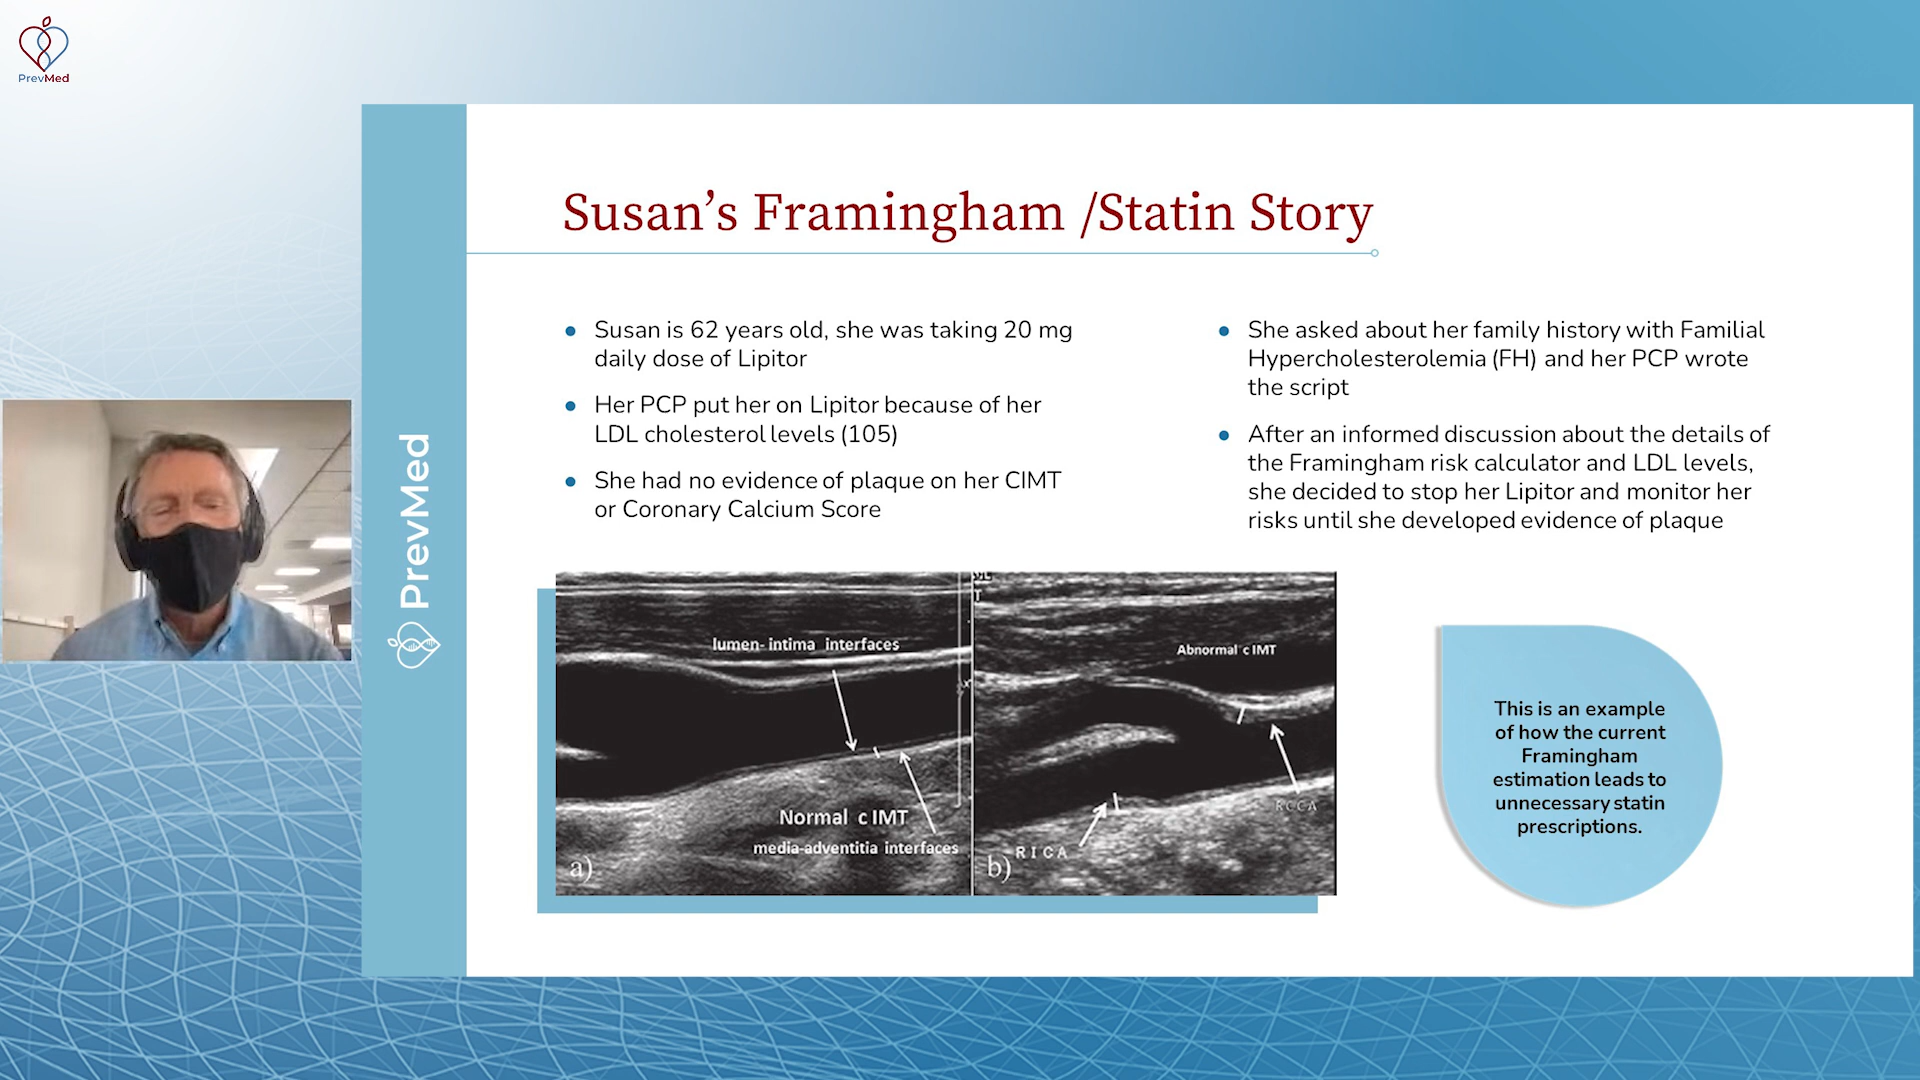 PrevMed
PrevMed
Susan's Framingham /Statin Story
Susan is 62 years old, she was taking 20 mg
daily dose of Lipitor
Her PCP put her on Lipitor because of her
LDL cholesterol levels (105)
She had no evidence of plaque on her CIMT
or Coronary Calcium Score
She asked about her family history with Familial
Hypercholesterolemia (FH) and her PCP wrote
the script
After an informed discussion about the details of
the Framingham risk calculator and LDL levels,
she decided to stop her Lipitor and monitor her
risks until she developed evidence of plaque
lumen-intima interfaces
Normal cIMT
media-adventitia interfaces
a)
Abnormal cIMT
RCCA
RICA
b)
This is an example
of how the current
Framingham
estimation leads to
unnecessary statin
prescriptions.